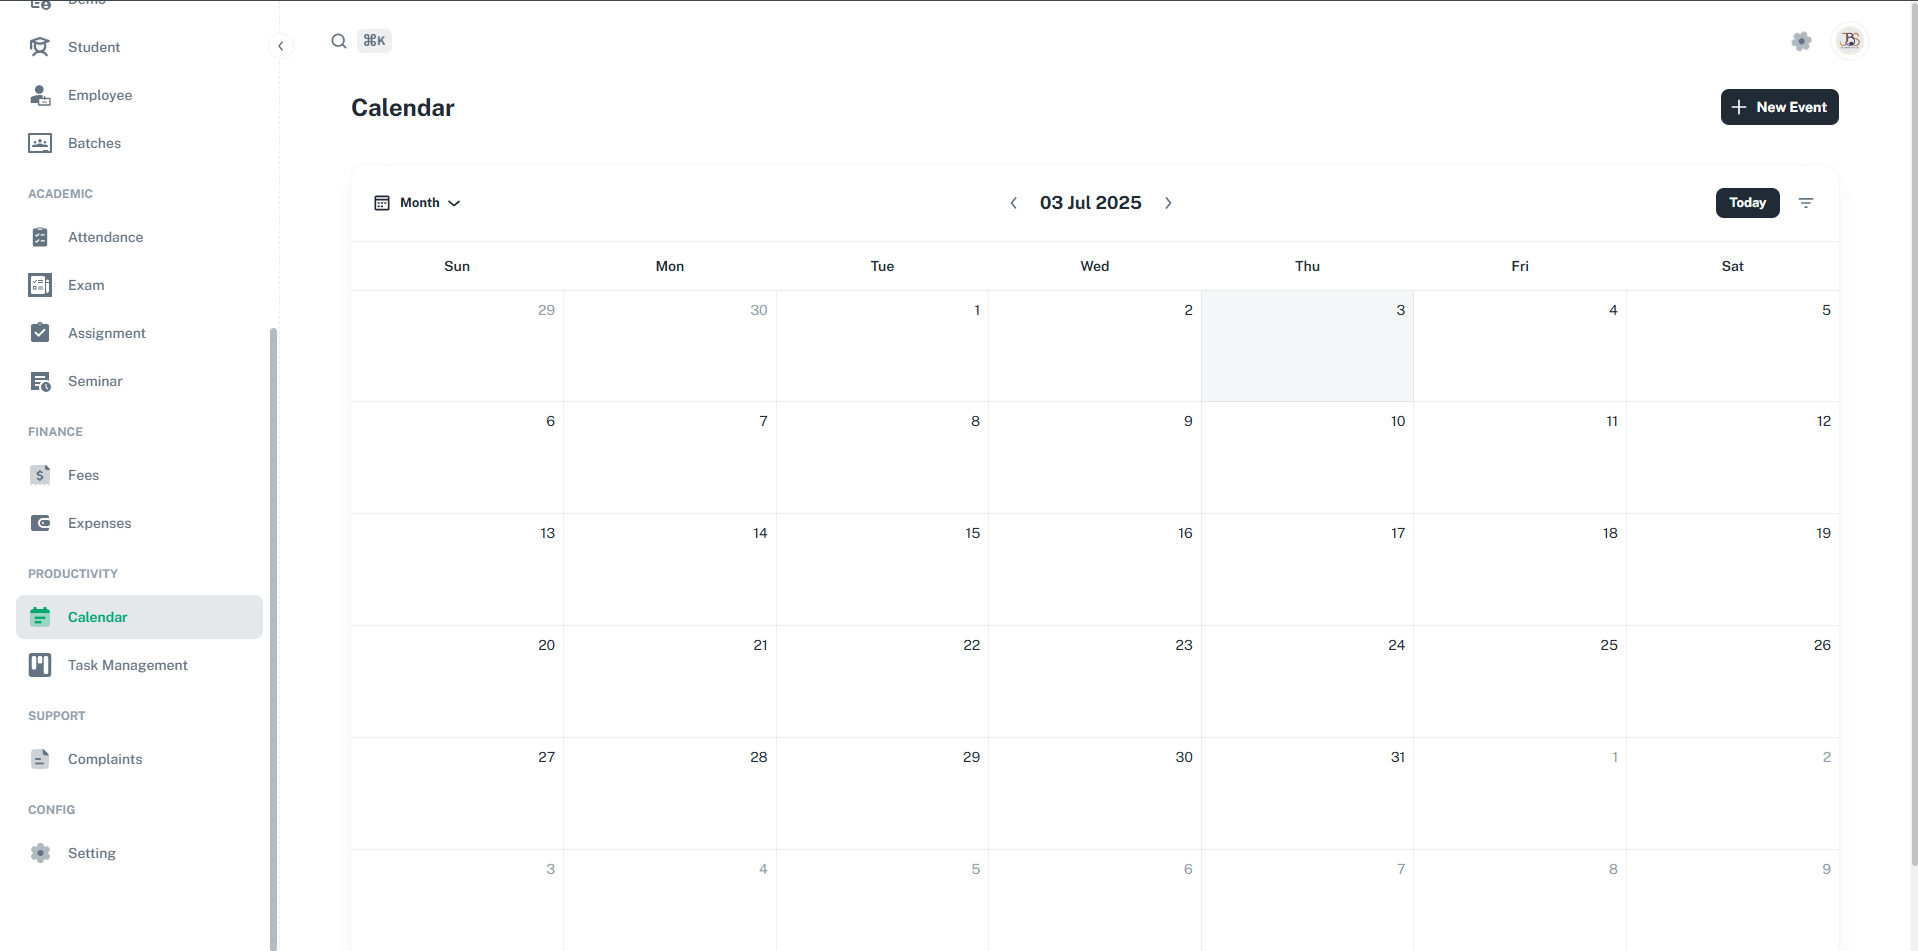 Demo
Student
Employee
Batches
ACADEMIC
Attendance
Exam
Assignment
Seminar
FINANCE
Fees
Expenses
PRODUCTIVITY
Calendar
Task Management
SUPPORT
Complaints
CONFIG
Setting
⌘K
JBS
Calendar
New Event
Month
03 Jul 2025
Today
Sun Mon Tue Wed Thu Fri Sat
29 30 1 2 3 4 5
6 7 8 9 10 11 12
13 14 15 16 17 18 19
20 21 22 23 24 25 26
27 28 29 30 31 1 2
3 4 5 6 7 8 9